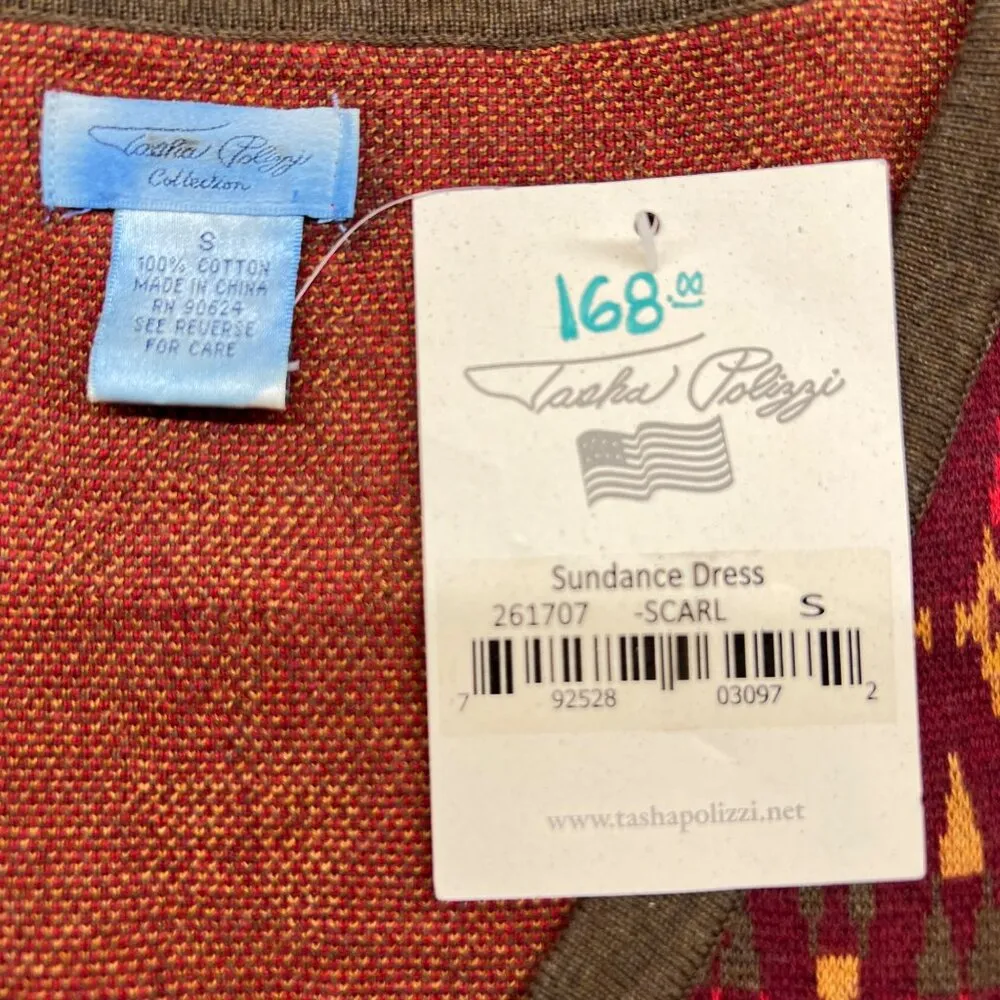 Tasha Polizzi
Collection
S
100% COTTON
MADE IN CHINA
RN 90624
SEE REVERSE
FOR CARE
168.00
Tasha Polizzi
Sundance Dress
261707 -SCARL S
7 92528 03097 2
www.tashapolizzi.net